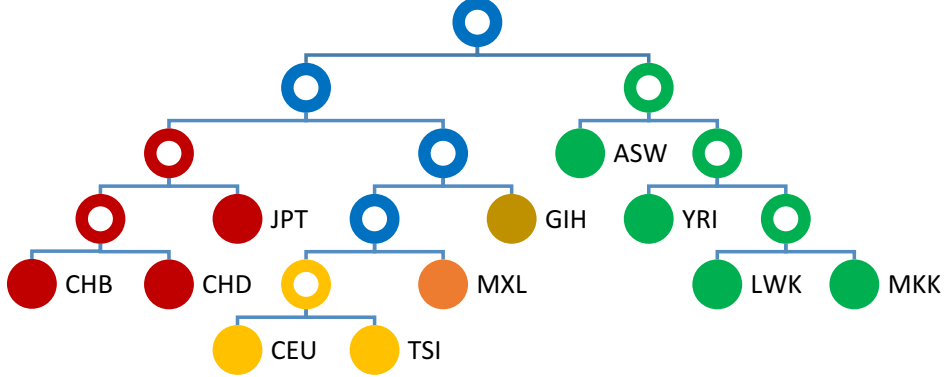 ASW
JPT
GIH
YRI
CHB
CHD
MXL
LWK
MKK
CEU
TSI